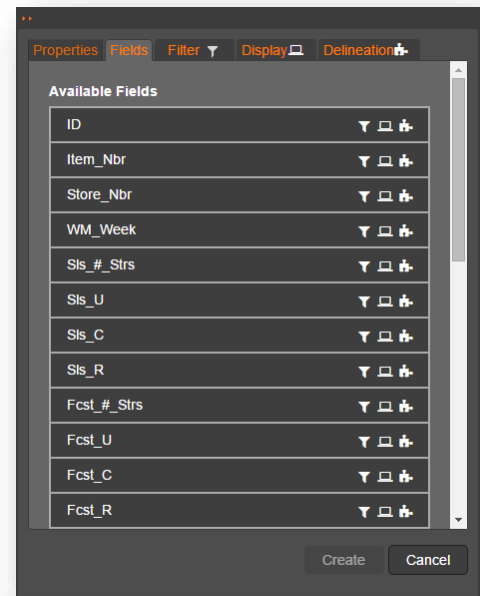 Properties Fields Filter Display Delineation
Available Fields
ID
Item_Nbr
Store_Nbr
WM_Week
Sls_#_Strs
Sls_U
Sls_C
Sls_R
Fcst_#_Strs
Fcst_U
Fcst_C
Fcst_R
Create Cancel